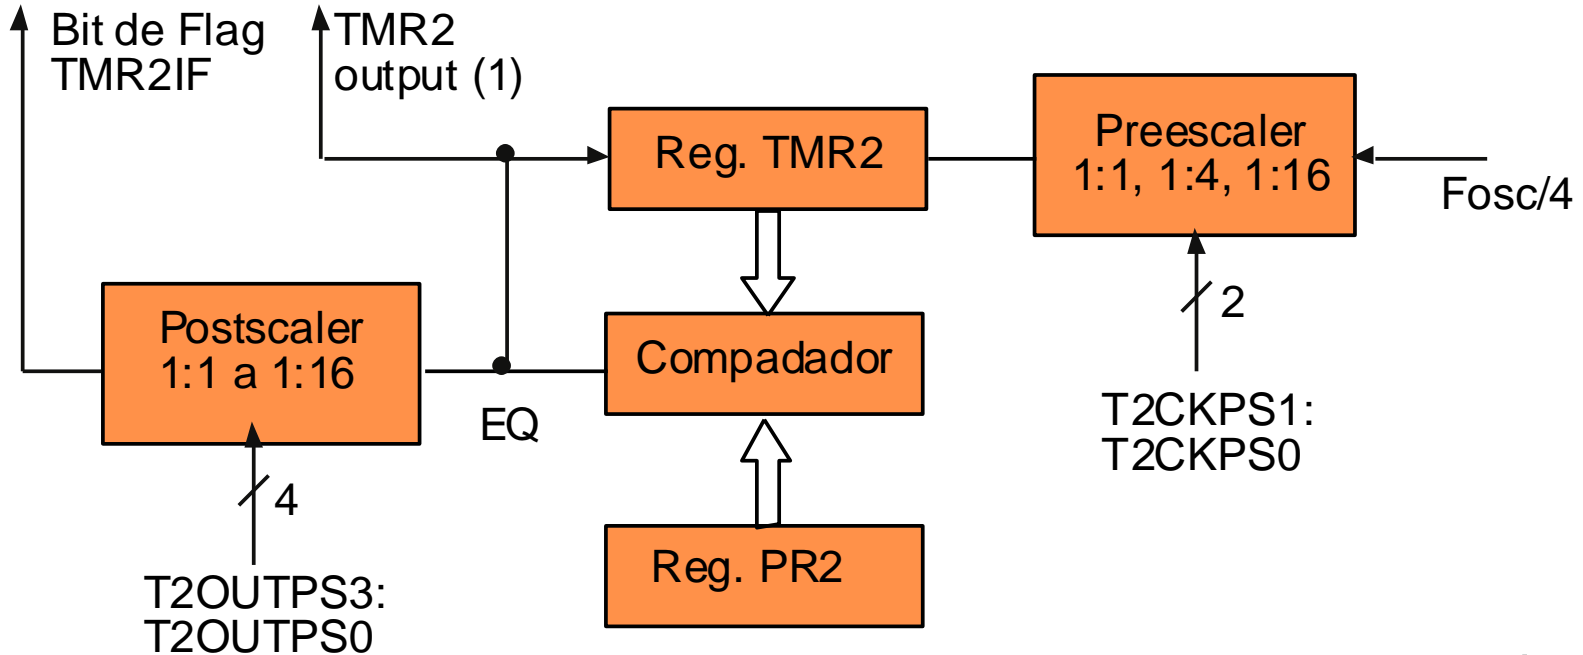 Bit de Flag
TMR2IF
TMR2
output (1)
Reg. TMR2
Preescaler
1:1, 1:4, 1:16
Fosc/4
2
T2CKPS1:
T2CKPS0
Postscaler
1:1 a 1:16
Compadador
EQ
4
Reg. PR2
T2OUTPS3:
T2OUTPS0